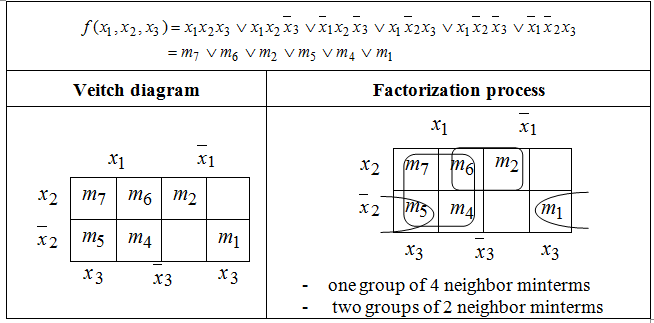 f(x₁,x₂,x₃) = x₁x₂x₃ ∨ x₁x₂x̅₃ ∨ x̅₁x₂x̅₃ ∨ x₁x̅₂x₃ ∨ x₁x̅₂x̅₃ ∨ x̅₁x̅₂x₃
= m₇ ∨ m₆ ∨ m₂ ∨ m₅ ∨ m₄ ∨ m₁
Veitch diagram
x₁ x̅₁
x₂ m₇ m₆ m₂
x̅₂ m₅ m₄ m₁
x₃ x̅₃ x₃
Factorization process
x₁ x̅₁
x₂ m₇ m₆ m₂
x̅₂ m₅ m₄ m₁
x₃ x̅₃ x₃
- one group of 4 neighbor minterms
- two groups of 2 neighbor minterms